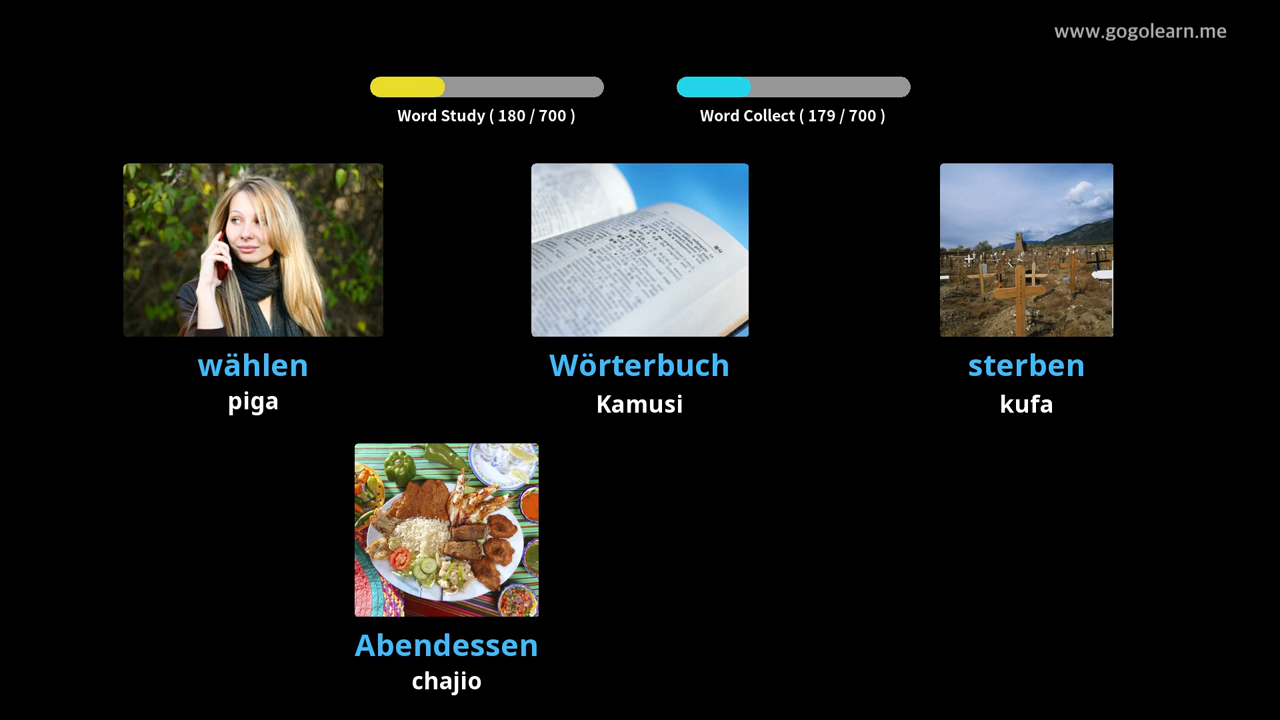 www.gogolearn.me
Word Study ( 180 / 700 )
Word Collect ( 179 / 700 )
wählen
piga
Wörterbuch
Kamusi
sterben
kufa
Abendessen
chajio